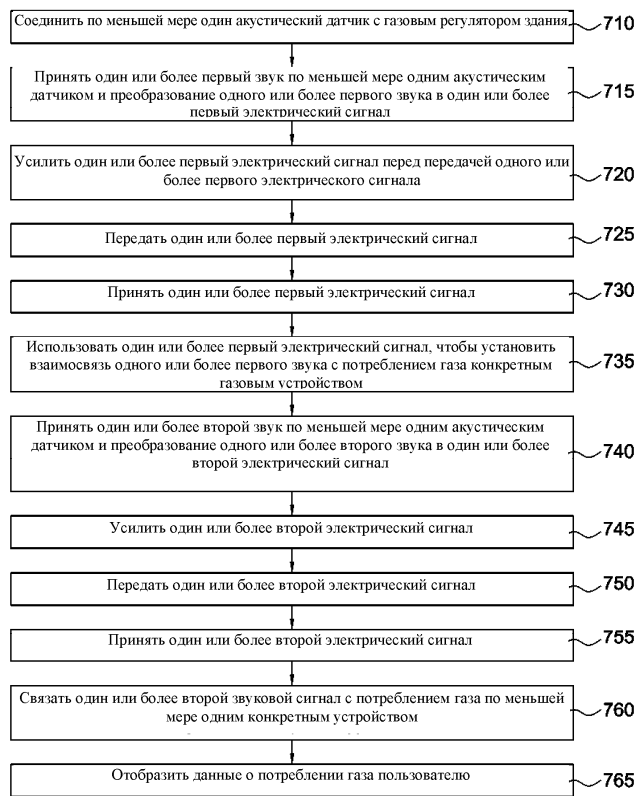 Соединить по меньшей мере один акустический датчик с газовым регулятором здания
710
Принять один или более первый звук по меньшей мере одним акустическим
датчиком и преобразование одного или более первого звука в один или более
первый электрический сигнал
715
Усилить один или более первый электрический сигнал перед передачей одного или
более первого электрического сигнала
720
Передать один или более первый электрический сигнал
725
Принять один или более первый электрический сигнал
730
Использовать один или более первый электрический сигнал, чтобы установить
взаимосвязь одного или более первого звука с потреблением газа конкретным
газовым устройством
735
Принять один или более второй звук по меньшей мере одним акустическим
датчиком и преобразование одного или более второго звука в один или более
второй электрический сигнал
740
Усилить один или более второй электрический сигнал
745
Передать один или более второй электрический сигнал
750
Принять один или более второй электрический сигнал
755
Связать один или более второй звуковой сигнал с потреблением газа по меньшей
мере одним конкретным устройством
760
Отобразить данные о потреблении газа пользователю
765